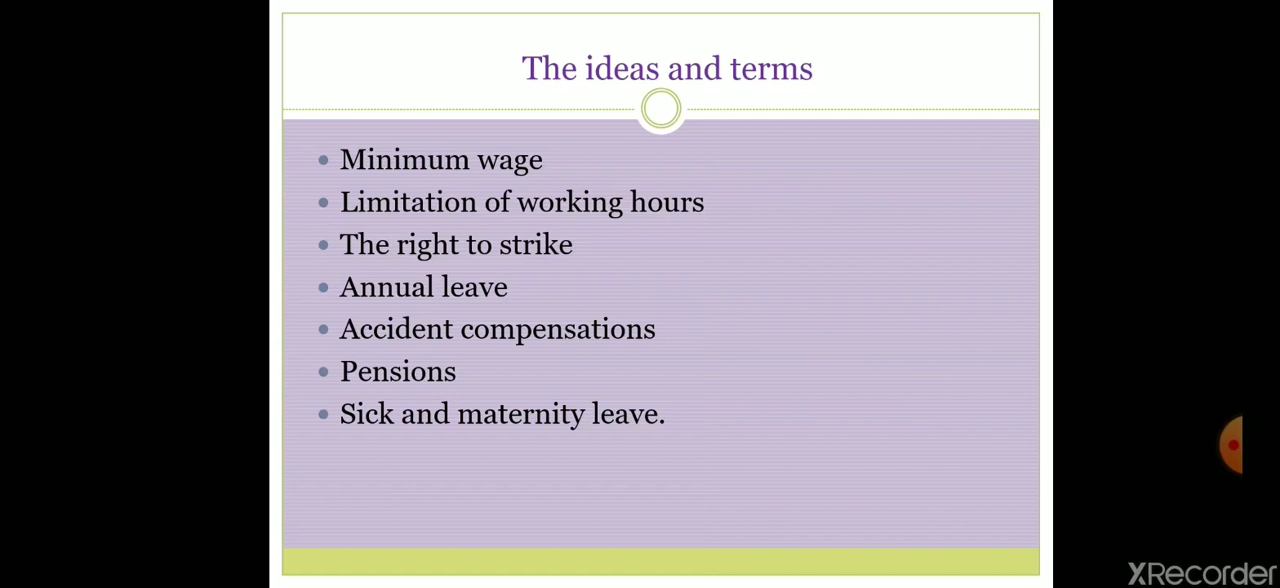 The ideas and terms
Minimum wage
Limitation of working hours
The right to strike
Annual leave
Accident compensations
Pensions
Sick and maternity leave.
XRecorder